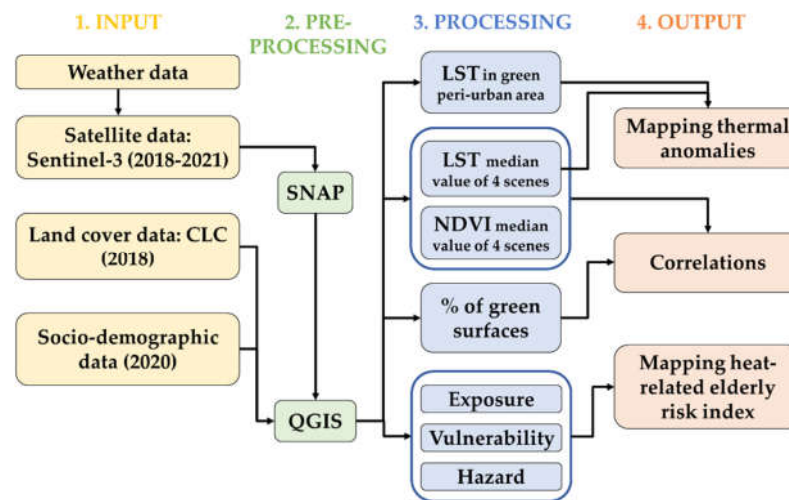 1. INPUT
2. PRE-
PROCESSING
3. PROCESSING
4. OUTPUT
Weather data
Satellite data:
Sentinel-3 (2018-2021)
Land cover data: CLC
(2018)
Socio-demographic
data (2020)
SNAP
QGIS
LST in green
peri-urban area
LST median
value of 4 scenes
NDVI median
value of 4 scenes
% of green
surfaces
Exposure
Vulnerability
Hazard
Mapping thermal
anomalies
Correlations
Mapping heat-
related elderly
risk index